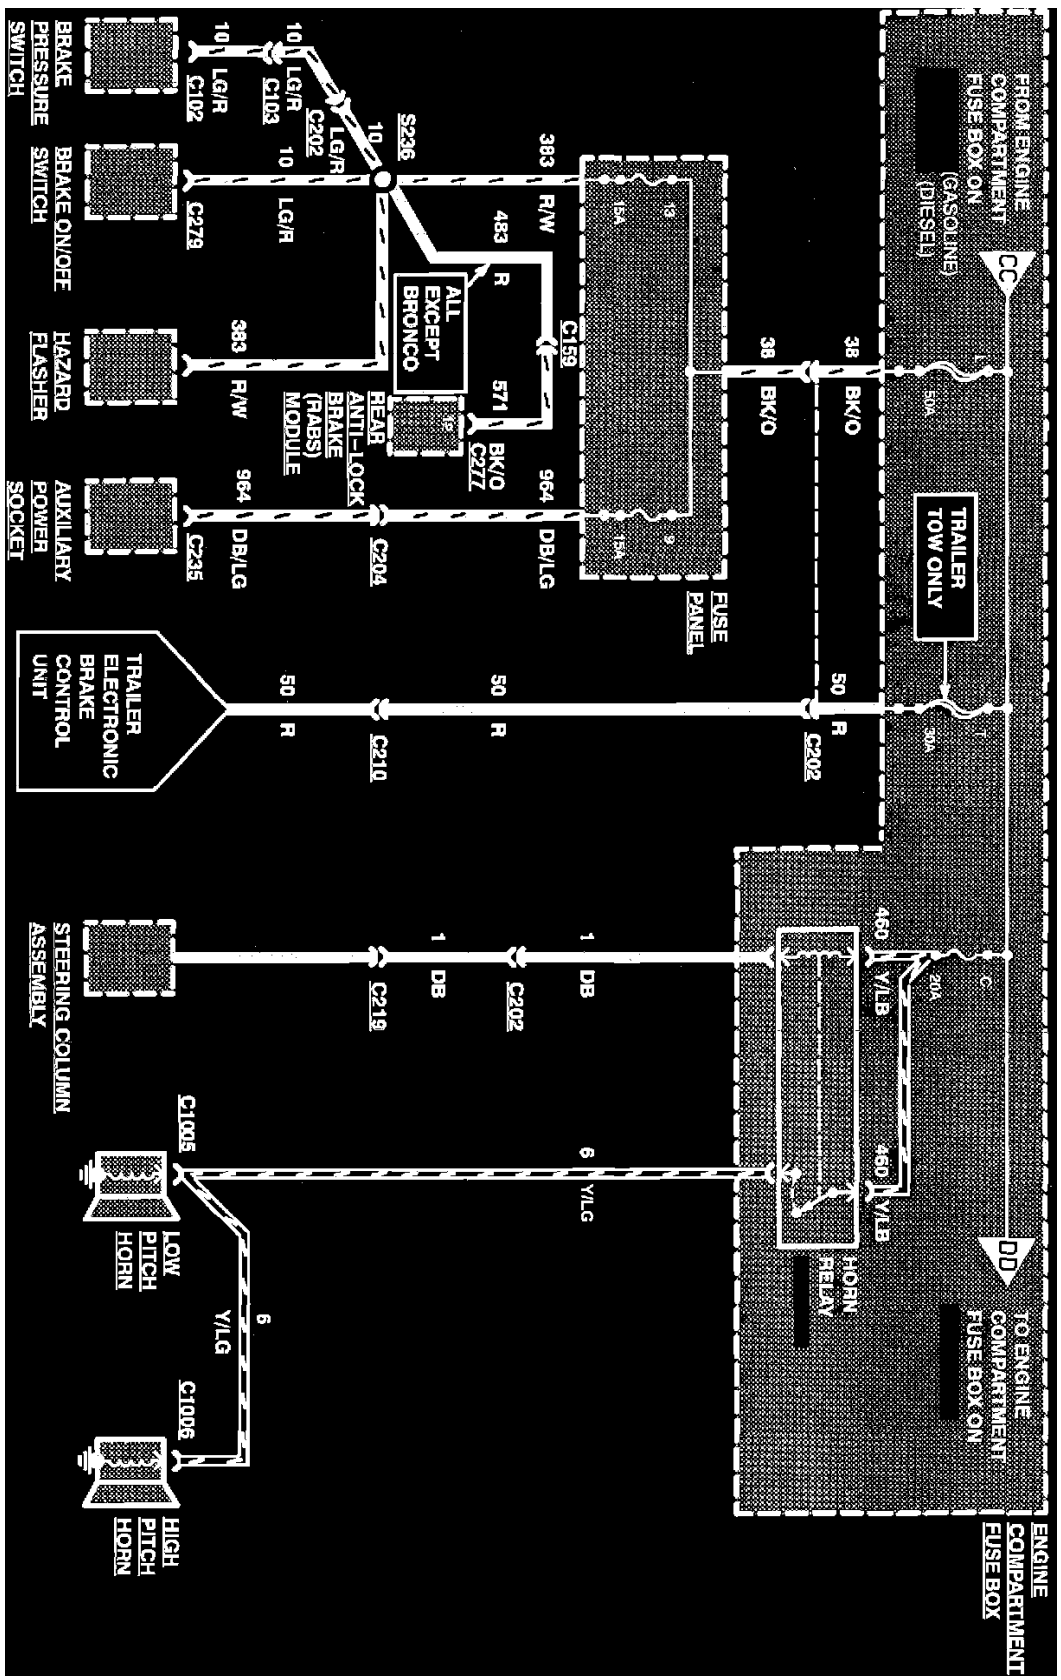 FROM ENGINE
COMPARTMENT
FUSE BOX ON
(GASOLINE)
(DIESEL)
CC
L
50A
TRAILER
TOW ONLY
T
30A
C
20A
DD
TO ENGINE
COMPARTMENT
FUSE BOX ON
ENGINE
COMPARTMENT
FUSE BOX
38
BK/O
38
BK/O
50
R
C202
460
Y/LB
460
Y/LB
HORN
RELAY
13
15A
9
15A
FUSE
PANEL
383
R/W
483
R
C159
964
DB/LG
50
R
1
DB
6
Y/LG
S236
10
LG/R
C202
10
LG/R
C103
10
LG/R
C102
ALL
EXCEPT
BRONCO
571
BK/O
C277
1P
REAR
ANTI-LOCK
BRAKE
(RABS)
MODULE
C204
C210
C202
1
DB
C219
10
LG/R
C279
383
R/W
964
DB/LG
C235
50
R
C1005
6
Y/LG
C1006
BRAKE
PRESSURE
SWITCH
BRAKE ON/OFF
SWITCH
HAZARD
FLASHER
AUXILIARY
POWER
SOCKET
TRAILER
ELECTRONIC
BRAKE
CONTROL
UNIT
STEERING COLUMN
ASSEMBLY
LOW
PITCH
HORN
HIGH
PITCH
HORN